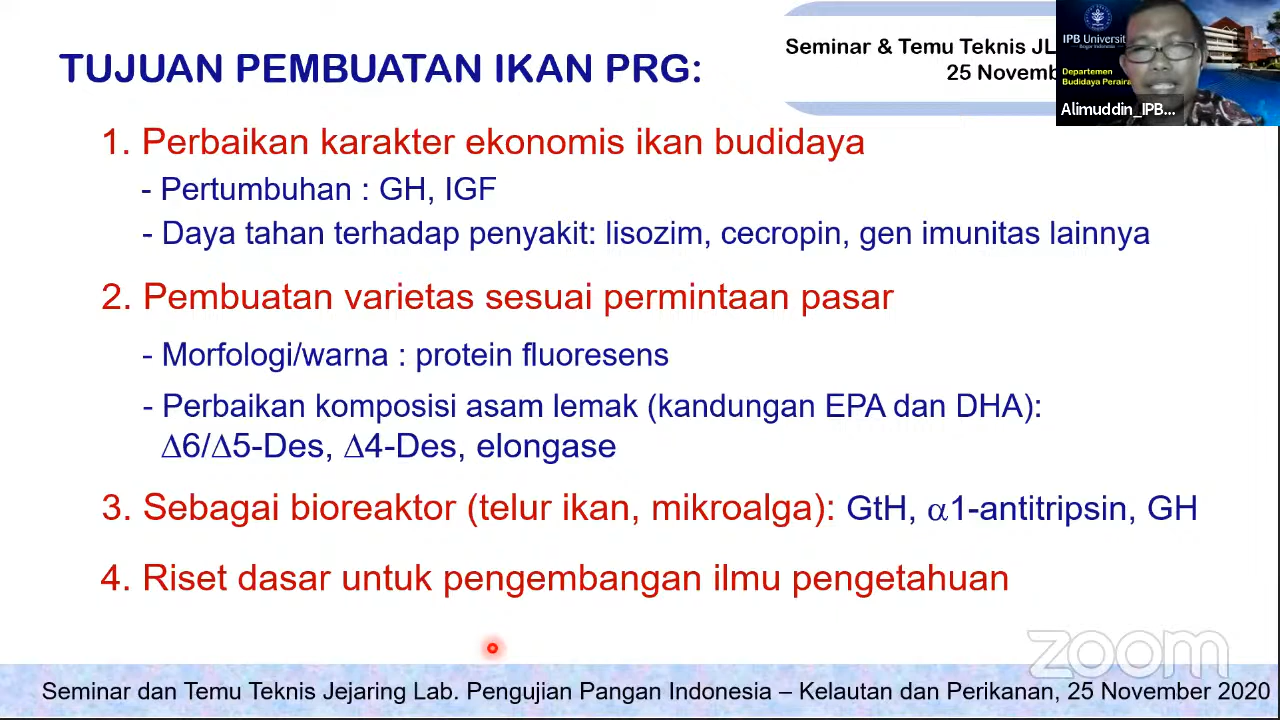 TUJUAN PEMBUATAN IKAN PRG:
Seminar & Temu Teknis JL
25 Novemb
IPB Universit
Bogor Indonesia
Departemen
Budidaya Peraira
Alimuddin_IPB...
1. Perbaikan karakter ekonomis ikan budidaya
- Pertumbuhan : GH, IGF
- Daya tahan terhadap penyakit: lisozim, cecropin, gen imunitas lainnya
2. Pembuatan varietas sesuai permintaan pasar
- Morfologi/warna : protein fluoresens
- Perbaikan komposisi asam lemak (kandungan EPA dan DHA):
Δ6/Δ5-Des, Δ4-Des, elongase
3. Sebagai bioreaktor (telur ikan, mikroalga): GtH, α1-antitripsin, GH
4. Riset dasar untuk pengembangan ilmu pengetahuan
zoom
Seminar dan Temu Teknis Jejaring Lab. Pengujian Pangan Indonesia – Kelautan dan Perikanan, 25 November 2020